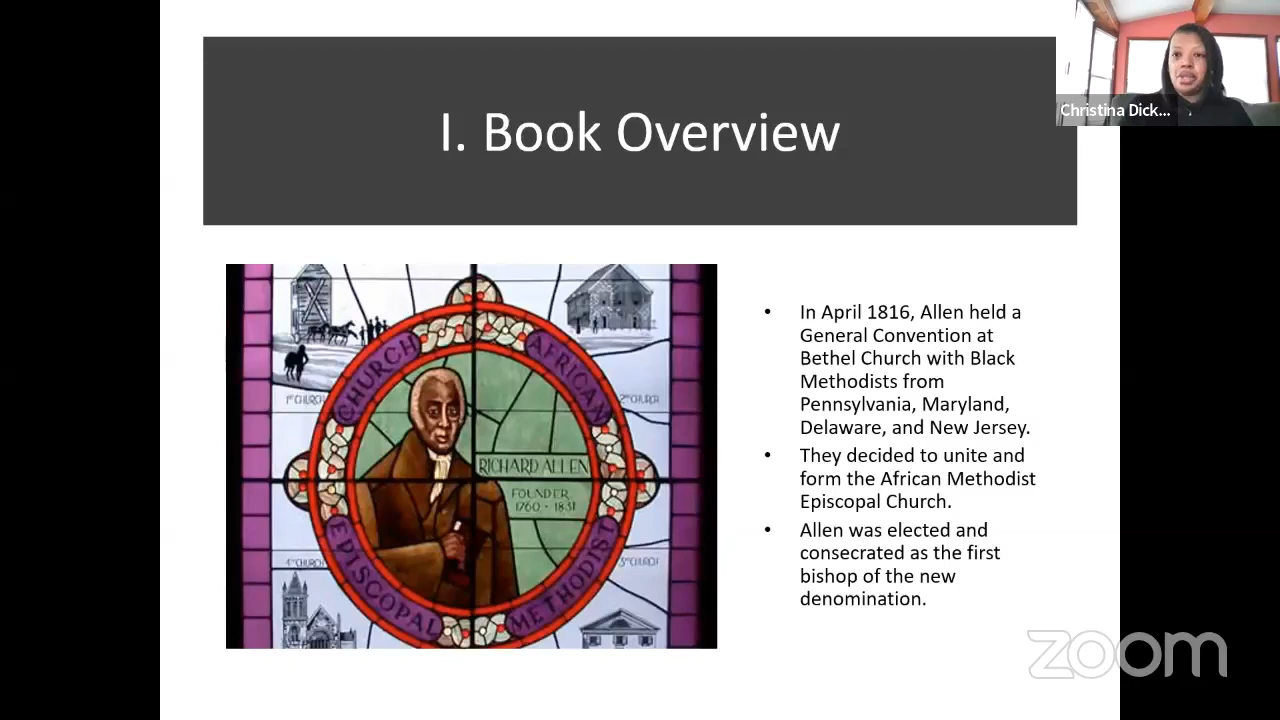 I. Book Overview
Christina Dick...
CHURCH
AFRICAN
METHODIST
EPISCOPAL
1ST CHURCH
2ND CHURCH
RICHARD ALLEN
FOUNDER
1760 - 1831
4TH CHURCH
3RD CHURCH
• In April 1816, Allen held a
General Convention at
Bethel Church with Black
Methodists from
Pennsylvania, Maryland,
Delaware, and New Jersey.
• They decided to unite and
form the African Methodist
Episcopal Church.
• Allen was elected and
consecrated as the first
bishop of the new
denomination.
zoom